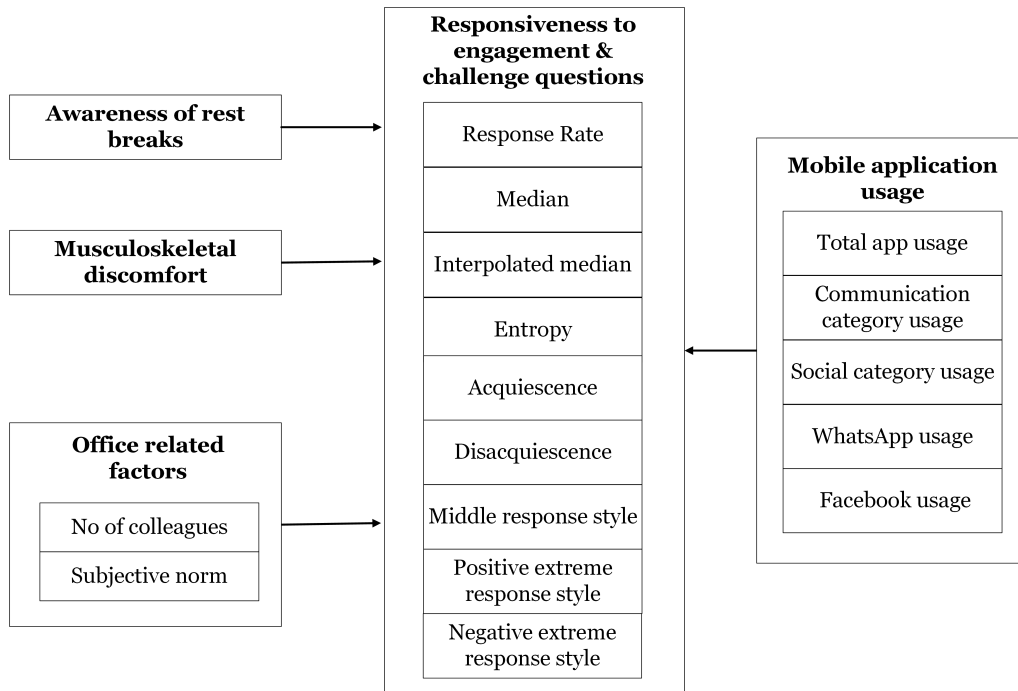 Awareness of rest
breaks
Musculoskeletal
discomfort
Office related
factors
No of colleagues
Subjective norm
Responsiveness to
engagement &
challenge questions
Response Rate
Median
Interpolated median
Entropy
Acquiescence
Disacquiescence
Middle response style
Positive extreme
response style
Negative extreme
response style
Mobile application
usage
Total app usage
Communication
category usage
Social category usage
WhatsApp usage
Facebook usage